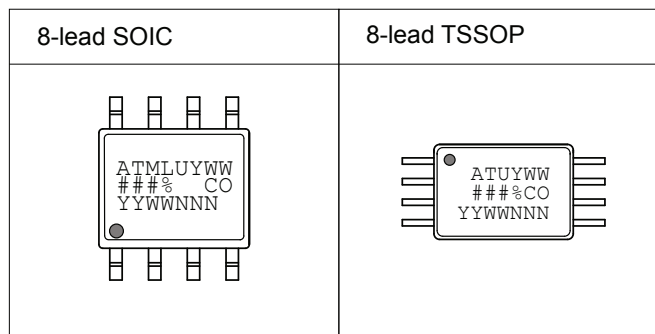 8-lead SOIC
8-lead TSSOP
ATMLUYWW
###% CO
YYWWNNN
ATUYWW
###%CO
YYWWNNN